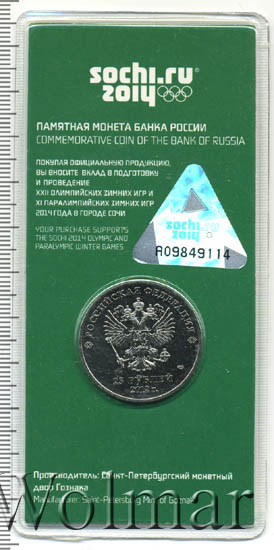 sochi.ru
2014
ПАМЯТНАЯ МОНЕТА БАНКА РОССИИ
COMMEMORATIVE COIN OF THE BANK OF RUSSIA
ПОКУПАЯ ОФИЦИАЛЬНУЮ ПРОДУКЦИЮ,
ВЫ ВНОСИТЕ ВКЛАД В ПОДГОТОВКУ
И ПРОВЕДЕНИЕ
XXII ОЛИМПИЙСКИХ ЗИМНИХ ИГР И
XI ПАРАЛИМПИЙСКИХ ЗИМНИХ ИГР
2014 ГОДА В ГОРОДЕ СОЧИ
YOUR PURCHASE SUPPORTS
THE SOCHI 2014 OLYMPIC AND
PARALYMPIC WINTER GAMES
sochi.ru
2014
R09849114
РОССИЙСКАЯ ФЕДЕРАЦИЯ
25 РУБЛЕЙ
2012
Производитель: Санкт-Петербургский монетный
двор Гознака
Manufacturer: Saint-Petersburg Mint of Goznak
Wolmar